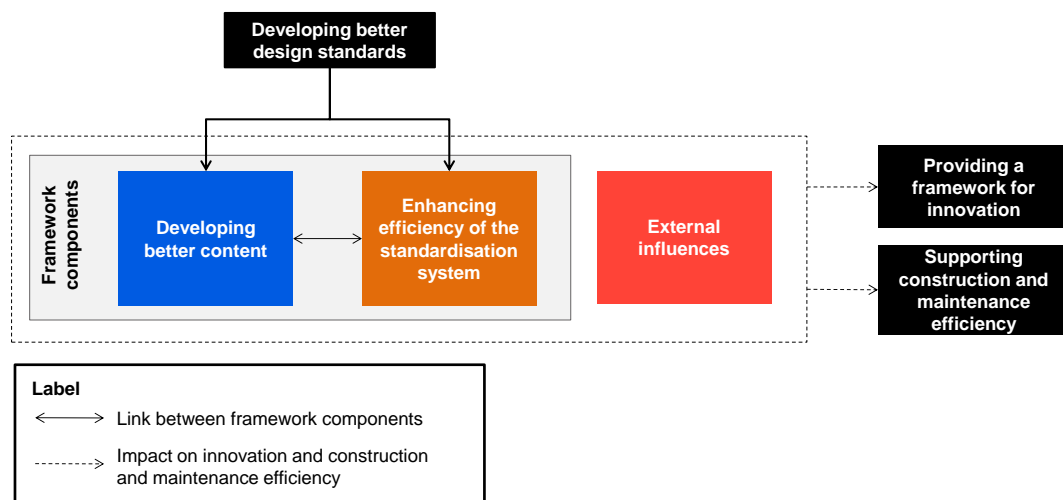 Developing better
design standards
Framework
components
Developing
better content
Enhancing
efficiency of the
standardisation
system
External
influences
Providing a
framework for
innovation
Supporting
construction and
maintenance
efficiency
Label
Link between framework components
Impact on innovation and construction
and maintenance efficiency